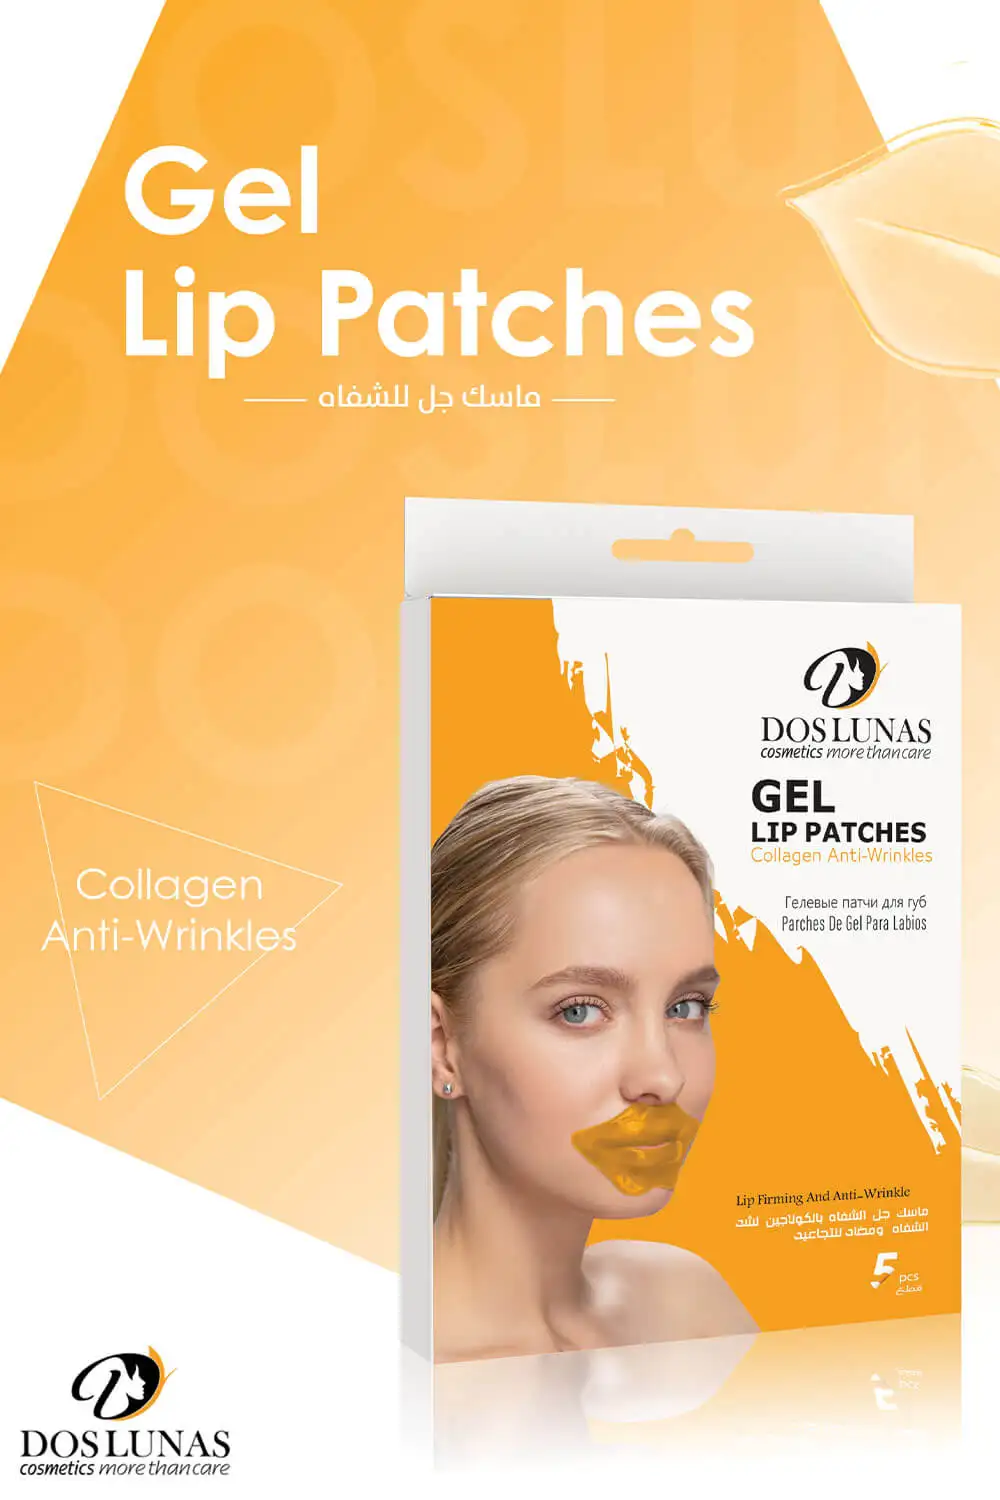 Gel
Lip Patches
ماسك جل للشفاه
DOS LUNAS
cosmetics more than care
GEL
LIP PATCHES
Collagen Anti-Wrinkles
Гелевые патчи для губ
Parches De Gel Para Labios
Collagen
Anti-Wrinkles
Lip Firming And Anti-Wrinkle
ماسك جل الشفاه بالكولاجين لشد
الشفاه ومضاد للتجاعيد
5 pcs
قطع
DOS LUNAS
cosmetics more than care